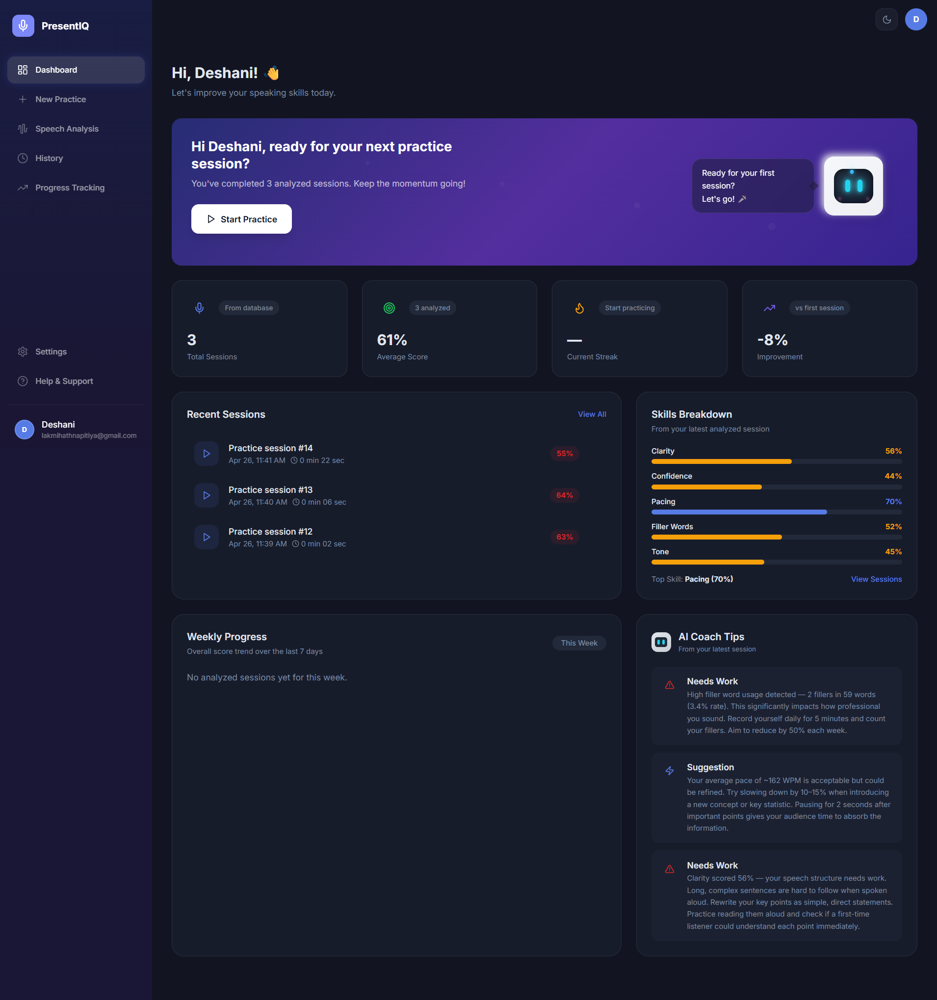 PresentIQ
Dashboard
New Practice
Speech Analysis
History
Progress Tracking
Settings
Help & Support
D
Deshani
lakmihathnapitiya@gmail.com
D
Hi, Deshani! 👋
Let's improve your speaking skills today.
Hi Deshani, ready for your next practice
session?
You've completed 3 analyzed sessions. Keep the momentum going!
Start Practice
Ready for your first
session?
Let's go! 🎤
From database
3
Total Sessions
3 analyzed
61%
Average Score
Start practicing
—
Current Streak
vs first session
-8%
Improvement
Recent Sessions
View All
Practice session #14
Apr 26, 11:41 AM 0 min 22 sec
55%
Practice session #13
Apr 26, 11:40 AM 0 min 06 sec
64%
Practice session #12
Apr 26, 11:39 AM 0 min 02 sec
63%
Skills Breakdown
From your latest analyzed session
Clarity 56%
Confidence 44%
Pacing 70%
Filler Words 52%
Tone 45%
Top Skill: Pacing (70%) View Sessions
Weekly Progress
Overall score trend over the last 7 days
This Week
No analyzed sessions yet for this week.
AI Coach Tips
From your latest session
Needs Work
High filler word usage detected — 2 fillers in 59 words
(3.4% rate). This significantly impacts how professional
you sound. Record yourself daily for 5 minutes and count
your fillers. Aim to reduce by 50% each week.
Suggestion
Your average pace of ~162 WPM is acceptable but could
be refined. Try slowing down by 10–15% when introducing
a new concept or key statistic. Pausing for 2 seconds after
important points gives your audience time to absorb the
information.
Needs Work
Clarity scored 56% — your speech structure needs work.
Long, complex sentences are hard to follow when spoken
aloud. Rewrite your key points as simple, direct statements.
Practice reading them aloud and check if a first-time
listener could understand each point immediately.